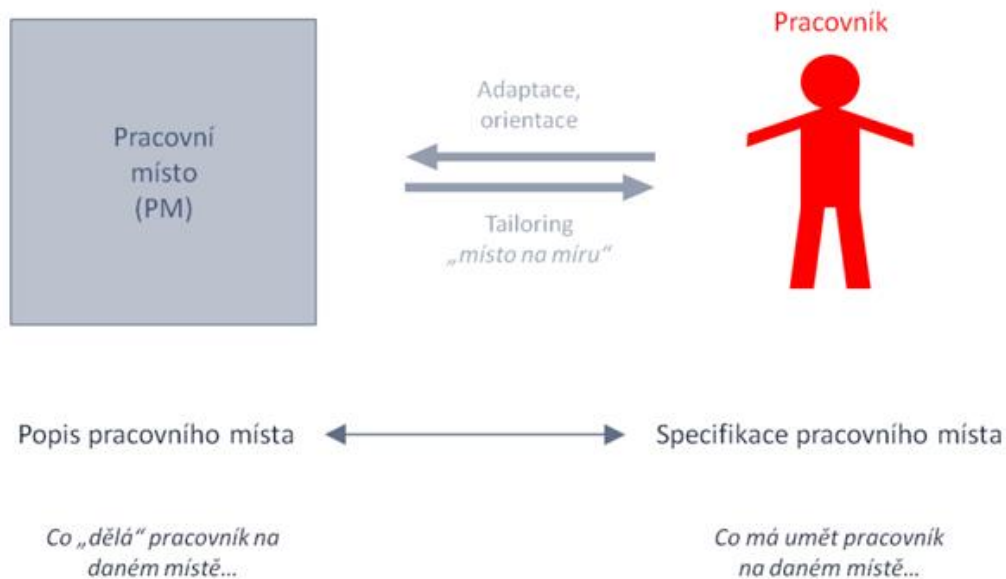 Pracovník
Adaptace,
orientace
Pracovní
místo
(PM)
Tailoring
„místo na míru“
Popis pracovního místa
Specifikace pracovního místa
Co „dělá“ pracovník na
daném místě...
Co má umět pracovník
na daném místě...